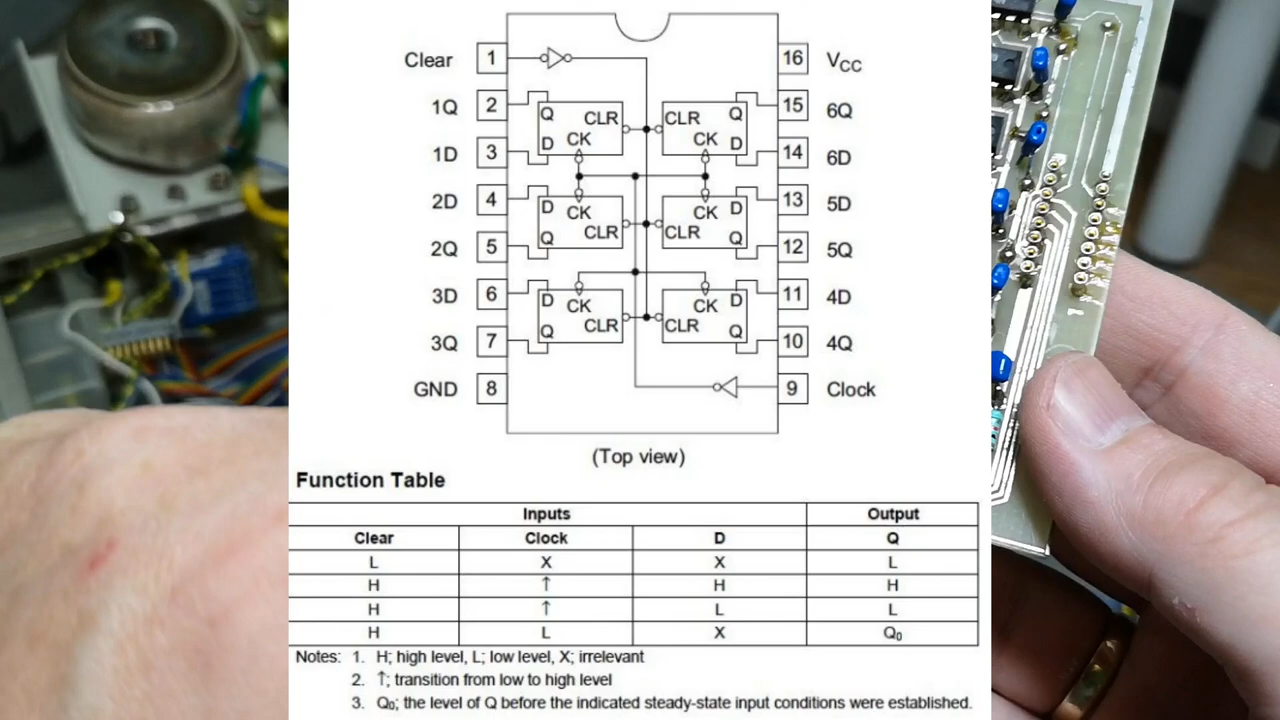 Clear 1 16 VCC
1Q 2 Q CLR CLR Q 15 6Q
CK CK
1D 3 D D 14 6D
2D 4 D CK CK D 13 5D
2Q 5 Q CLR CLR Q 12 5Q
3D 6 D CK CK D 11 4D
3Q 7 Q CLR CLR Q 10 4Q
GND 8 9 Clock
(Top view)
Function Table
Inputs Output
Clear Clock D Q
L X X L
H ↑ H H
H ↑ L L
H L X Q0
Notes: 1. H; high level, L; low level, X; irrelevant
2. ↑; transition from low to high level
3. Q0; the level of Q before the indicated steady-state input conditions were established.